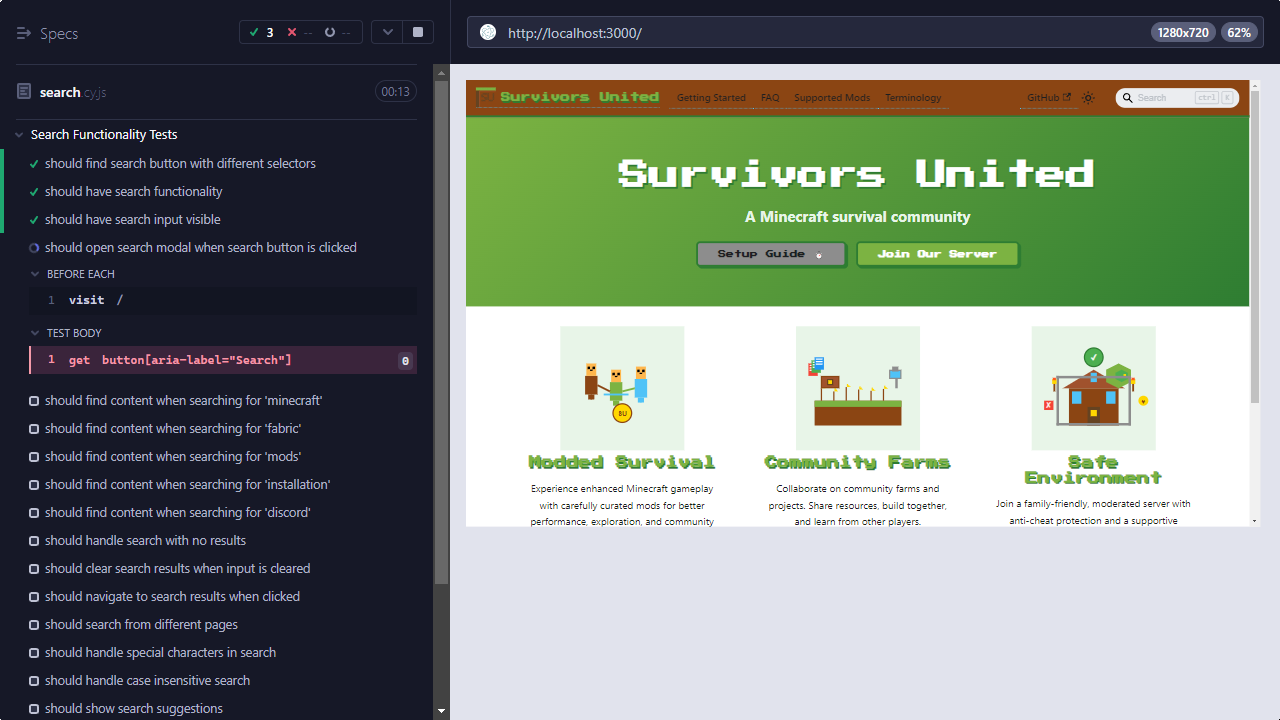 Specs
3
--
--
search.cy.js
00:13
Search Functionality Tests
should find search button with different selectors
should have search functionality
should have search input visible
should open search modal when search button is clicked
BEFORE EACH
1 visit /
TEST BODY
1 get button[aria-label="Search"] 0
should find content when searching for 'minecraft'
should find content when searching for 'fabric'
should find content when searching for 'mods'
should find content when searching for 'installation'
should find content when searching for 'discord'
should handle search with no results
should clear search results when input is cleared
should navigate to search results when clicked
should search from different pages
should handle special characters in search
should handle case insensitive search
should show search suggestions
http://localhost:3000/
1280x720
62%
Survivors United
Getting Started
FAQ
Supported Mods
Terminology
GitHub
Search
ctrl
K
Survivors United
A Minecraft survival community
Setup Guide
Join Our Server
SU
Modded Survival
Experience enhanced Minecraft gameplay
with carefully curated mods for better
performance, exploration, and community
Community Farms
Collaborate on community farms and
projects. Share resources, build together,
and learn from other players.
Safe
Environment
Join a family-friendly, moderated server with
anti-cheat protection and a supportive